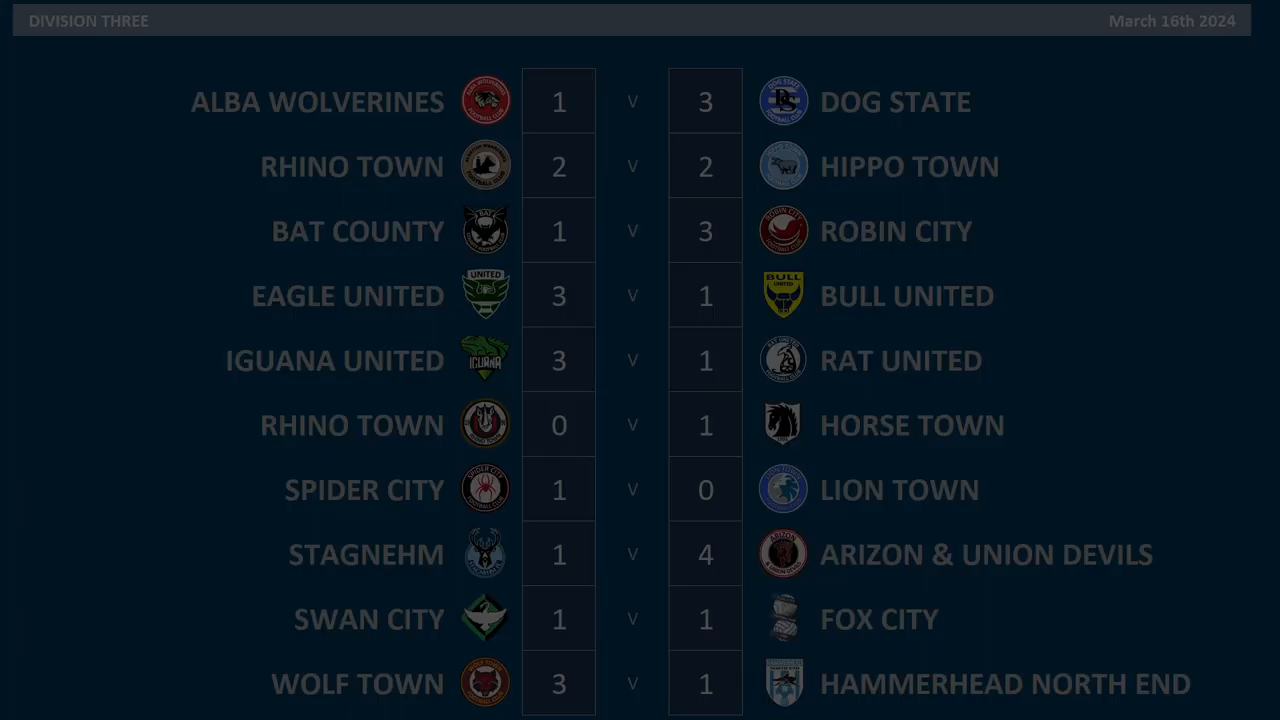 DIVISION THREE March 16th 2024
ALBA WOLVERINES 1 V 3 DOG STATE
RHINO TOWN 2 V 2 HIPPO TOWN
BAT COUNTY 1 V 3 ROBIN CITY
EAGLE UNITED 3 V 1 BULL UNITED
IGUANA UNITED 3 V 1 RAT UNITED
RHINO TOWN 0 V 1 HORSE TOWN
SPIDER CITY 1 V 0 LION TOWN
STAGNEHM 1 V 4 ARIZON & UNION DEVILS
SWAN CITY 1 V 1 FOX CITY
WOLF TOWN 3 V 1 HAMMERHEAD NORTH END